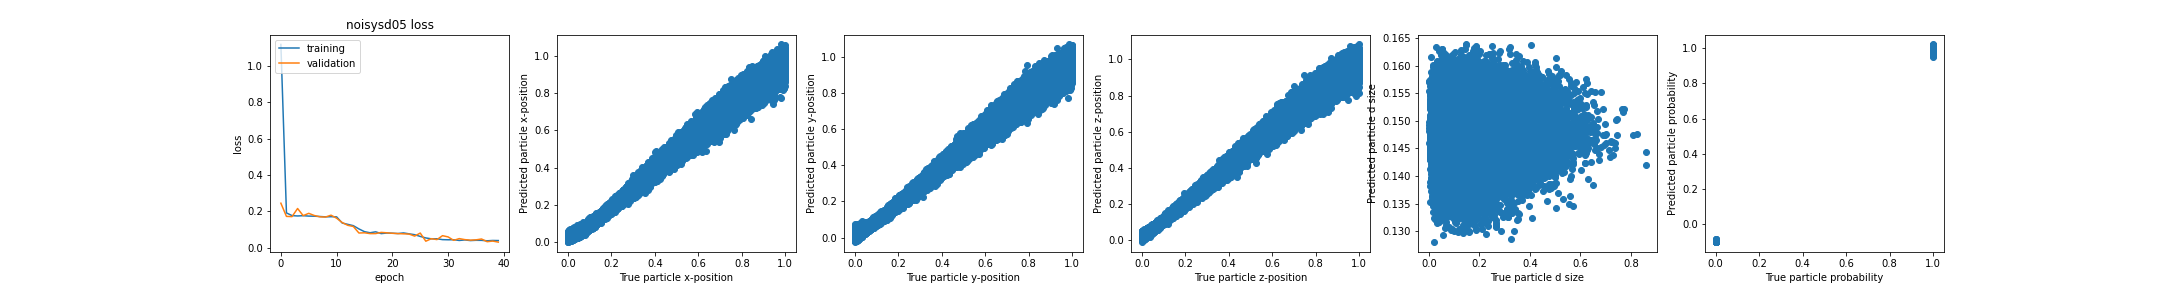 noisysd05 loss
training
validation
loss
1.0
0.8
0.6
0.4
0.2
0.0
0 10 20 30 40
epoch
Predicted particle x-position
1.0
0.8
0.6
0.4
0.2
0.0
0.0 0.2 0.4 0.6 0.8 1.0
True particle x-position
Predicted particle y-position
1.0
0.8
0.6
0.4
0.2
0.0
0.0 0.2 0.4 0.6 0.8 1.0
True particle y-position
Predicted particle z-position
1.0
0.8
0.6
0.4
0.2
0.0
0.0 0.2 0.4 0.6 0.8 1.0
True particle z-position
Predicted particle d size
0.165
0.160
0.155
0.150
0.145
0.140
0.135
0.130
0.0 0.2 0.4 0.6 0.8
True particle d size
Predicted particle probability
1.0
0.8
0.6
0.4
0.2
0.0
0.0 0.2 0.4 0.6 0.8 1.0
True particle probability